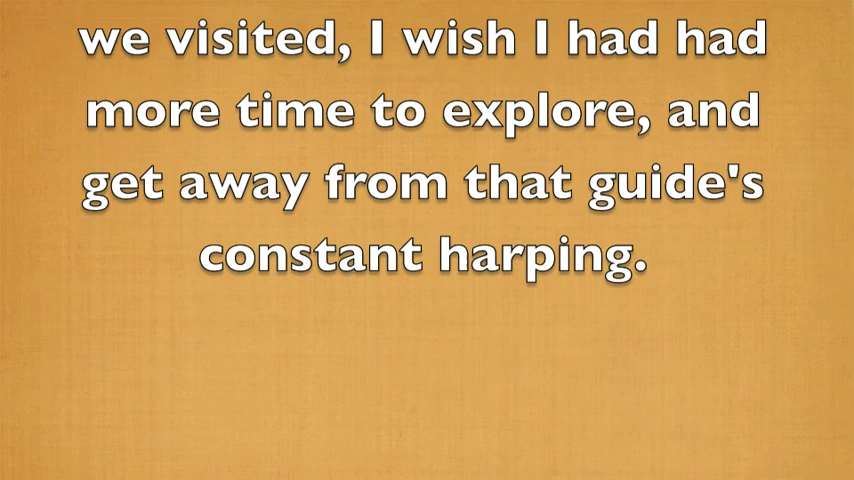 we visited, I wish I had had
more time to explore, and
get away from that guide's
constant harping.